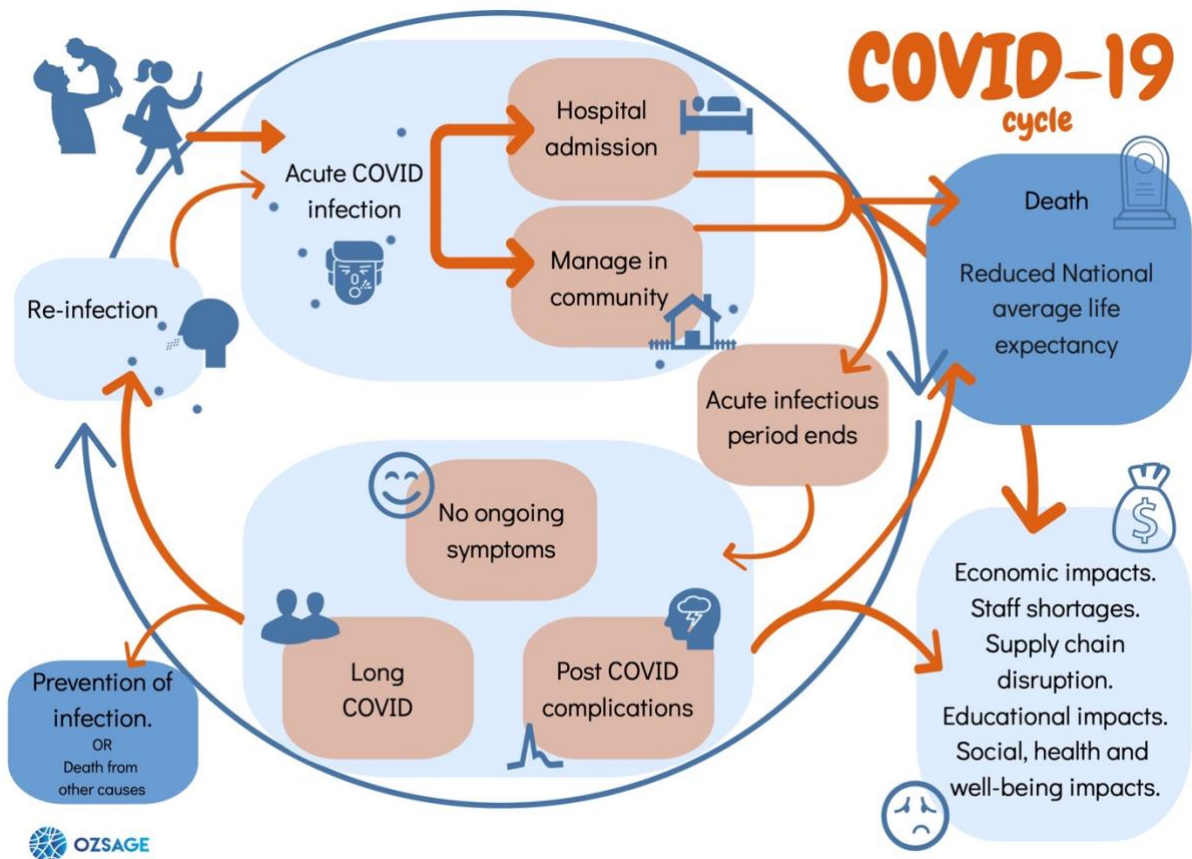 COVID-19
cycle
Hospital
admission
Acute COVID
infection
Manage in
community
Death
Reduced National
average life
expectancy
Re-infection
Acute infectious
period ends
No ongoing
symptoms
Long
COVID
Post COVID
complications
Economic impacts.
Staff shortages.
Supply chain
disruption.
Educational impacts.
Social, health and
well-being impacts.
$
Prevention of
infection.
OR
Death from
other causes
OZSAGE